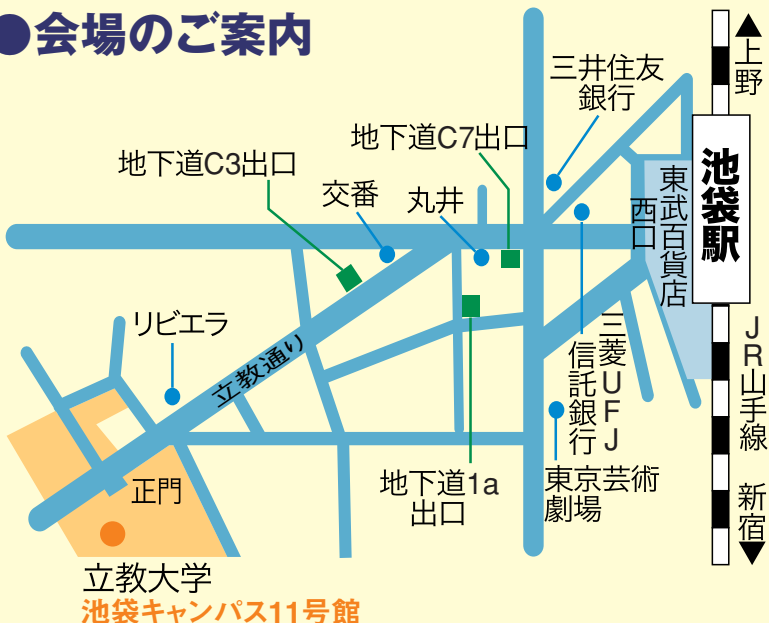 ●会場のご案内
▲
上野
三井住友
銀行
地下道C7出口
地下道C3出口
交番
丸井
池袋駅
東武百貨店
西口
リビエラ
立教通り
三菱UFJ
信託銀行
JR山手線
新宿
▼
地下道1a
出口
東京芸術
劇場
正門
立教大学
池袋キャンパス11号館